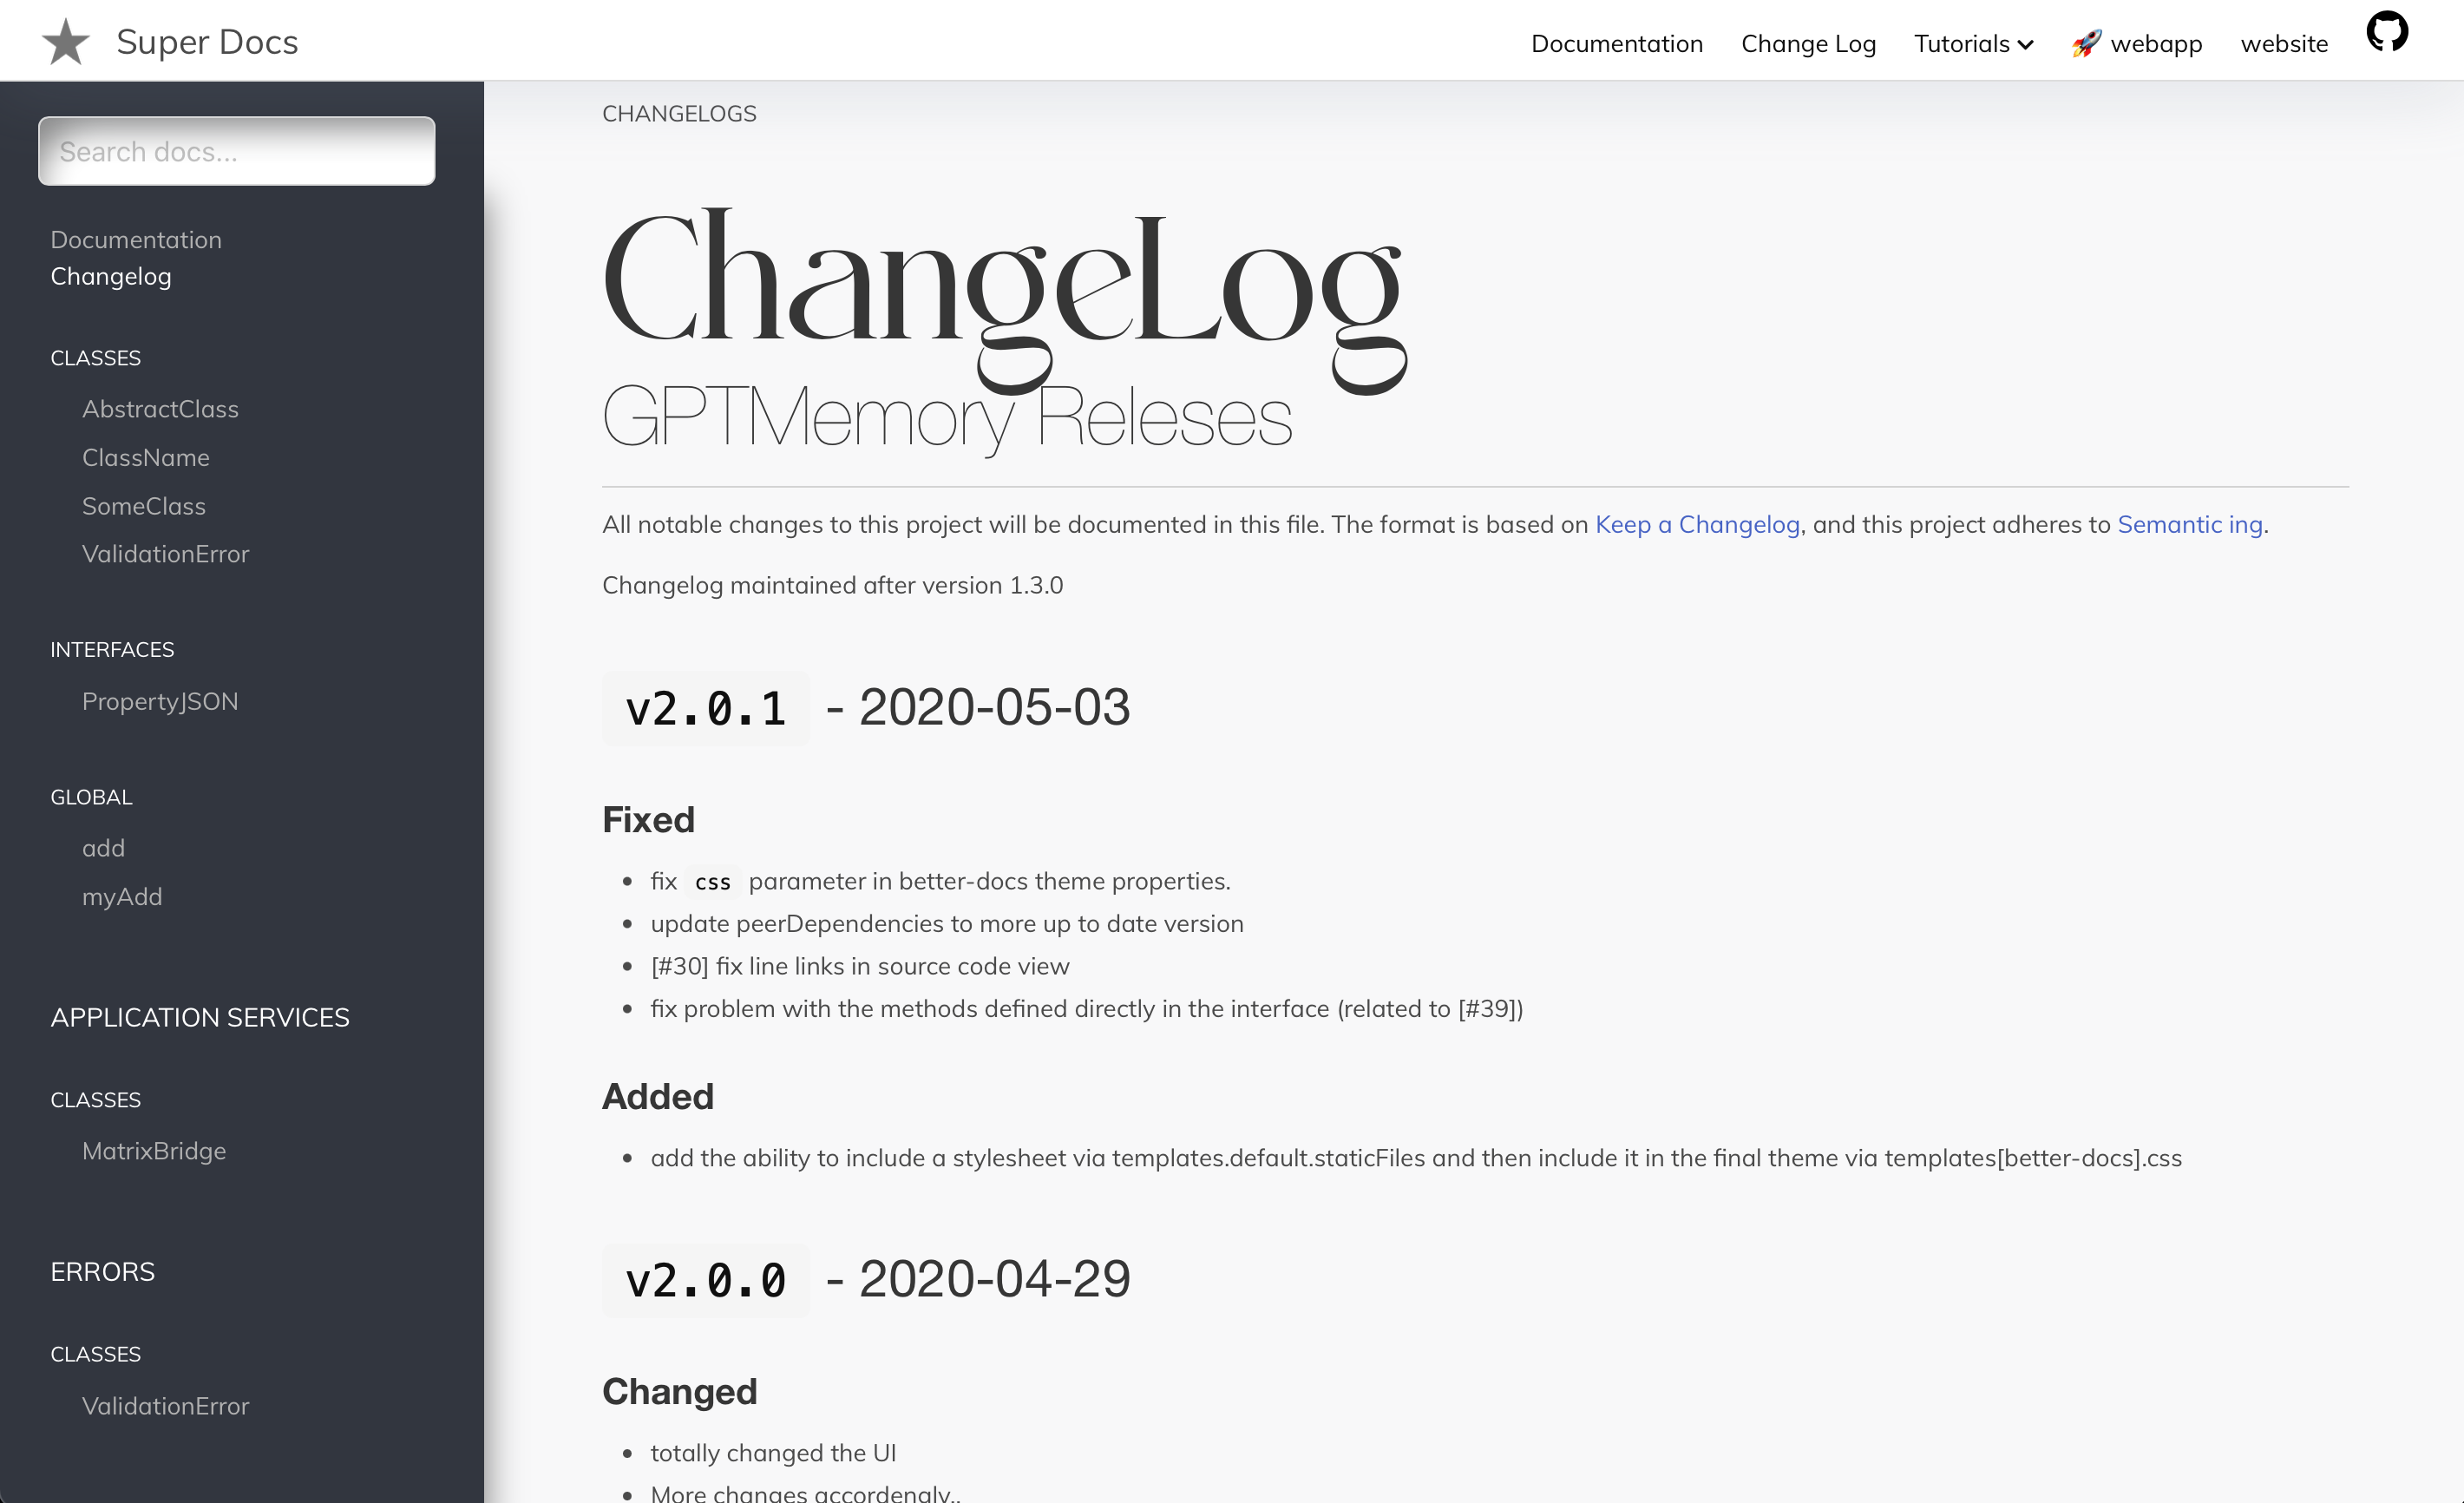 Super Docs
Documentation
Change Log
Tutorials
🚀 webapp
website
Search docs...
Documentation
Changelog
CLASSES
AbstractClass
ClassName
SomeClass
ValidationError
INTERFACES
PropertyJSON
GLOBAL
add
myAdd
APPLICATION SERVICES
CLASSES
MatrixBridge
ERRORS
CLASSES
ValidationError
CHANGELOGS
ChangeLog
GPTMemory Releses
All notable changes to this project will be documented in this file. The format is based on Keep a Changelog, and this project adheres to Semantic ing.
Changelog maintained after version 1.3.0
v2.0.1 - 2020-05-03
Fixed
• fix css parameter in better-docs theme properties.
• update peerDependencies to more up to date version
• [#30] fix line links in source code view
• fix problem with the methods defined directly in the interface (related to [#39])
Added
• add the ability to include a stylesheet via templates.default.staticFiles and then include it in the final theme via templates[better-docs].css
v2.0.0 - 2020-04-29
Changed
• totally changed the UI
• More changes accordengly..